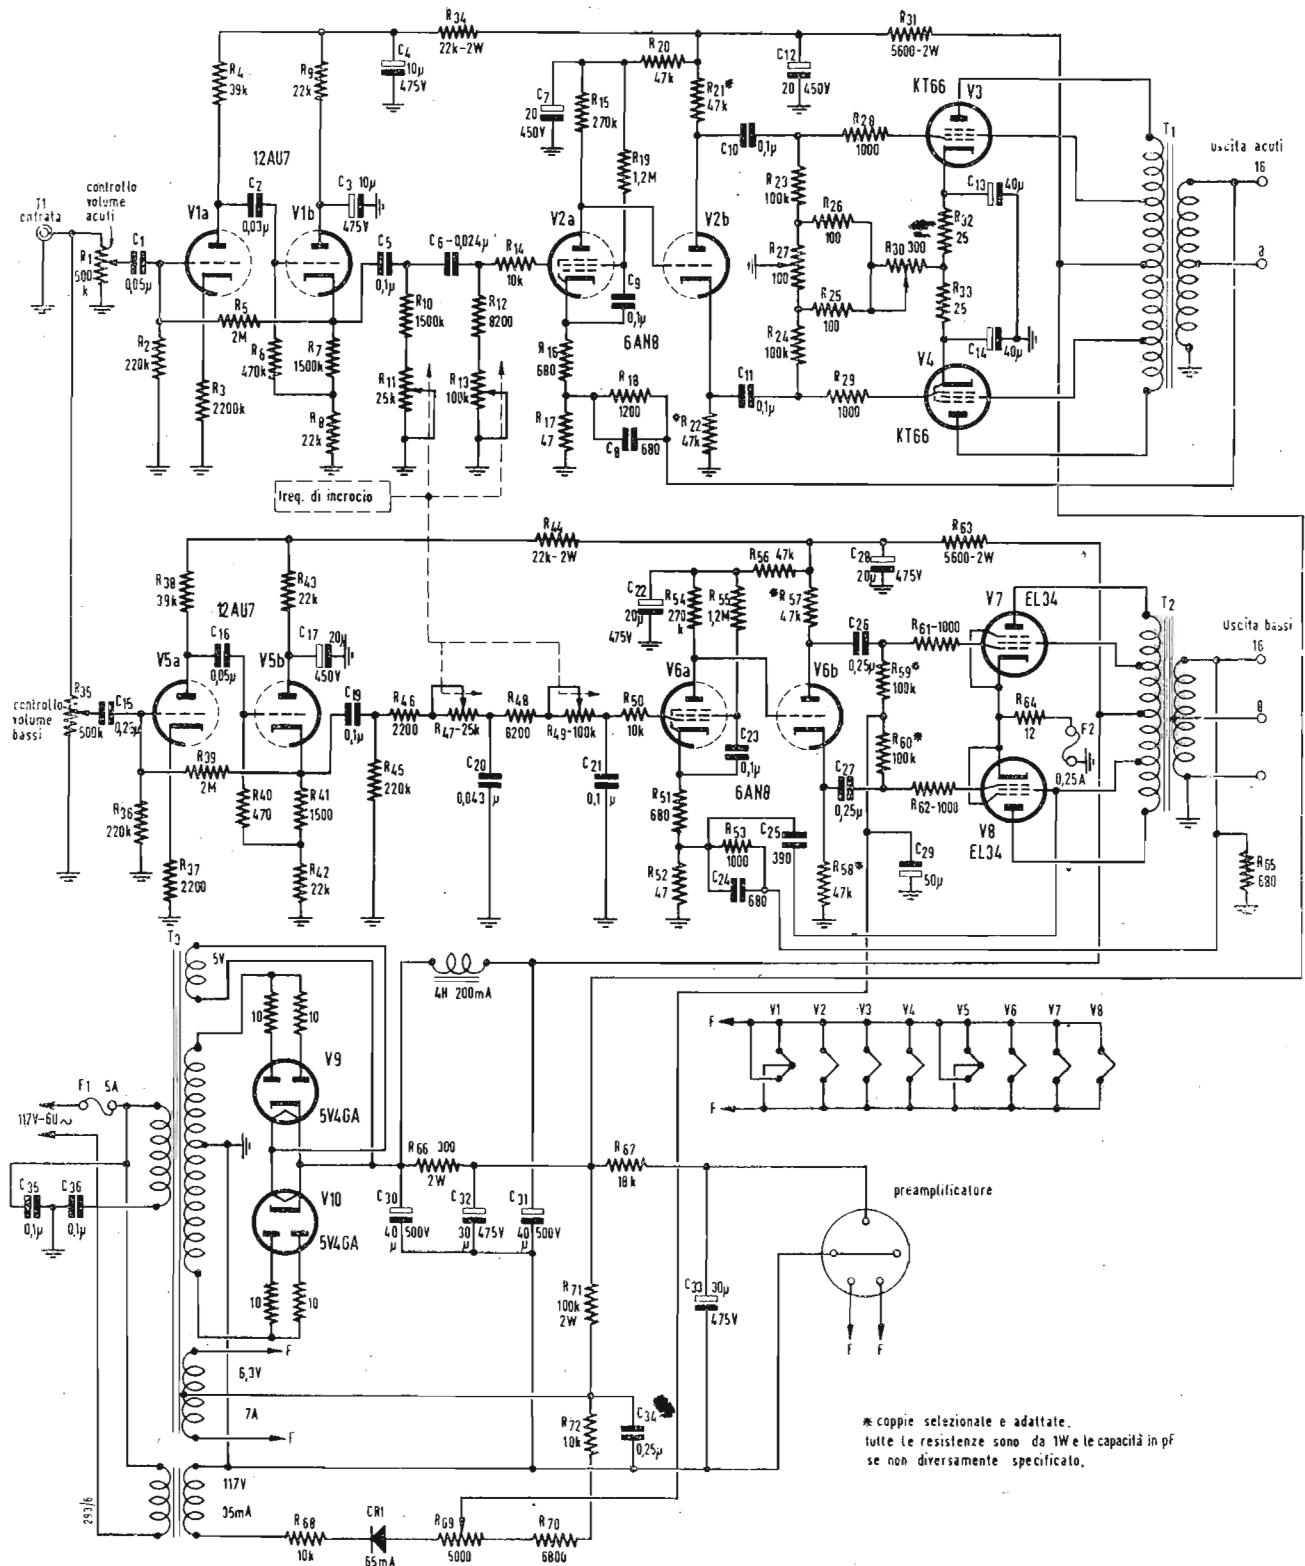 R34
22k-2W
R31
5600-2W
R4
39k
R9
22k
C4
10µ
475V
R20
47k
C12
20 450V
C7
20
450V
R15
270k
R21*
47k
KT66 V3
T1
uscita acuti
16
R19
1,2M
C10 0,1µ
R28
1000
12AU7
controllo
volume
acuti
C2
0,03µ
C3 10µ
475V
J1
entrata
V1a
V1b
R1
500
k
C1
0,05µ
C5
0,1µ
C6-0,024µ
R14
10k
V2a
V2b
R23
100k
R26
100
C13 40µ
R32
25
R27
100
R30 300
8
R5
2M
R10
1500k
R12
8200
C9
0,1µ
6AN8
R25
100
R33
25
R2
220k
R6
470k
R7
1500k
R16
680
R24
100k
C14 40µ
V4
R3
2200k
R11
25k
R13
100k
R18
1200
C11
0,1µ
R29
1000
R8
22k
R17
47
C8 680
*R22
47k
KT66
freq. di incrocio
R44
22k-2W
R63
5600-2W
R38
39k
R43
22k
R56 47k
C28
20µ 475V
12AU7
C22
20µ
475V
R54
270
k
R55
1,2M
*R57
47k
V7 EL34
T2
Uscita bassi
16
C16
0,05µ
C17 20µ
450V
C26
0,25µ
R61-1000
V5a
V5b
V6a
V6b
R59*
100k
R35
500k
controllo
volume
bassi
C15
0,25µ
C19
0,1µ
R46
2200
R47-25k
R48
8200
R49-100k
R50
10k
R64
12
F2
0,25A
8
R39
2M
C23
0,1µ
6AN8
R60*
100k
C27
0,25µ
R62-1000
R36
220k
R40
470
R41
1500
R45
220k
C20
0,043 µ
C21
0,1 µ
R51
680
V8
EL34
R37
2200
R42
22k
R53
1000
C25
390
R52
47
C24
680
R58*
47k
C29
50µ
R65
680
T3
5V
4H 200mA
10
10
V1 V2 V3 V4 V5 V6 V7 V8
F
F
V9
5V4GA
F1 5A
117V-60~
R66 300
2W
R67
18k
preamplificatore
C35
0,1µ
C36
0,1µ
V10
5V4GA
C30
40 500V
µ
C32
30 475V
µ
C31
40 500V
µ
10
10
R71
100k
2W
C33 30µ
475V
F F
F
6,3V
7A
F
R72
10k
C34
0,25µ
* coppie selezionate e adattate.
tutte le resistenze sono da 1W e le capacità in pF
se non diversamente specificato.
117V
35mA
293/6
R68
10k
CR1
65mA
R69
5000
R70
6800